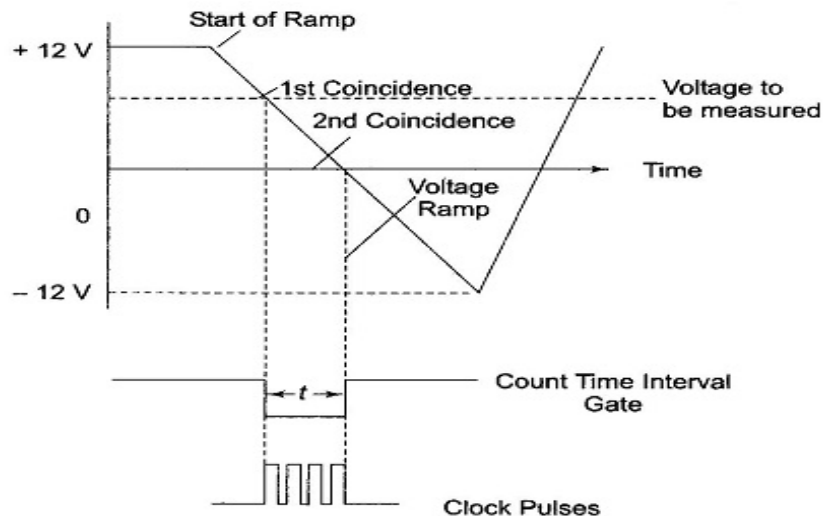 Start of Ramp
+ 12 V
1st Coincidence
Voltage to
be measured
2nd Coincidence
Time
Voltage
Ramp
0
– 12 V
t
Count Time Interval
Gate
Clock Pulses